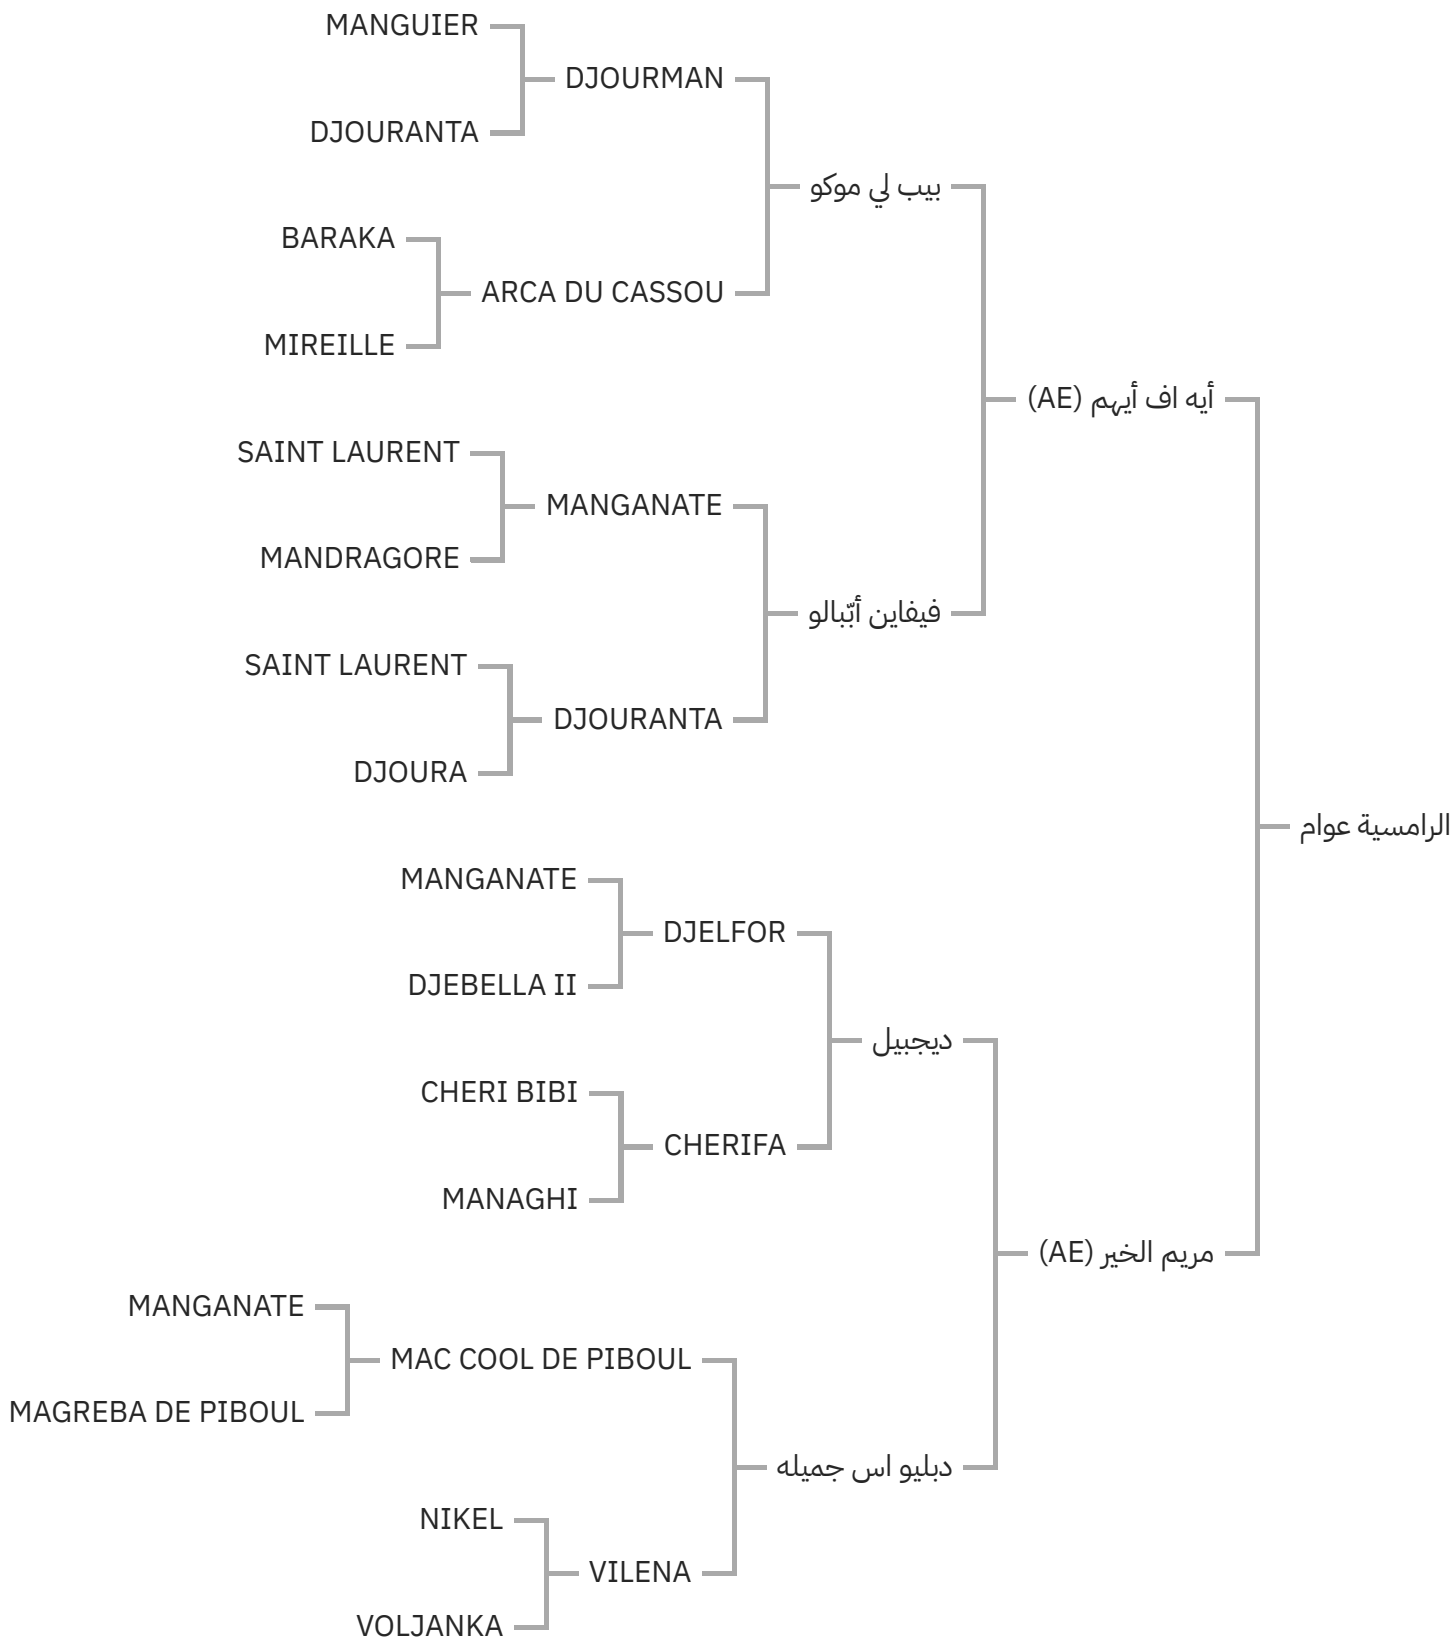 MANGUIER
DJOURMAN
DJOURANTA
بيب لي موكو
BARAKA
ARCA DU CASSOU
MIREILLE
أيه اف أيهم (AE)
SAINT LAURENT
MANGANATE
MANDRAGORE
فيفاين أبّبالو
SAINT LAURENT
DJOURANTA
DJOURA
الرامسية عوام
MANGANATE
DJELFOR
DJEBELLA II
ديجبيل
CHERI BIBI
CHERIFA
MANAGHI
مريم الخير (AE)
MANGANATE
MAC COOL DE PIBOUL
MAGREBA DE PIBOUL
دبليو اس جميله
NIKEL
VILENA
VOLJANKA